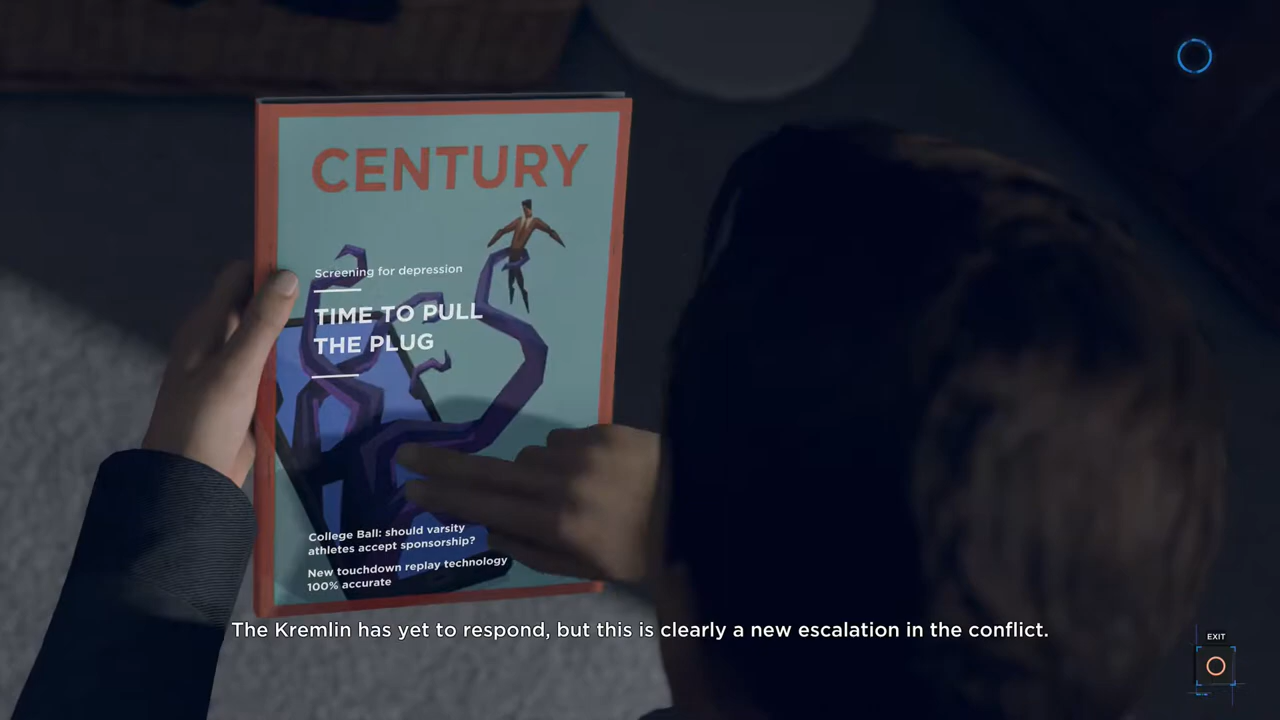 CENTURY
Screening for depression
TIME TO PULL
THE PLUG
College Ball: should varsity
athletes accept sponsorship?
New touchdown replay technology
100% accurate
The Kremlin has yet to respond, but this is clearly a new escalation in the conflict.
EXIT